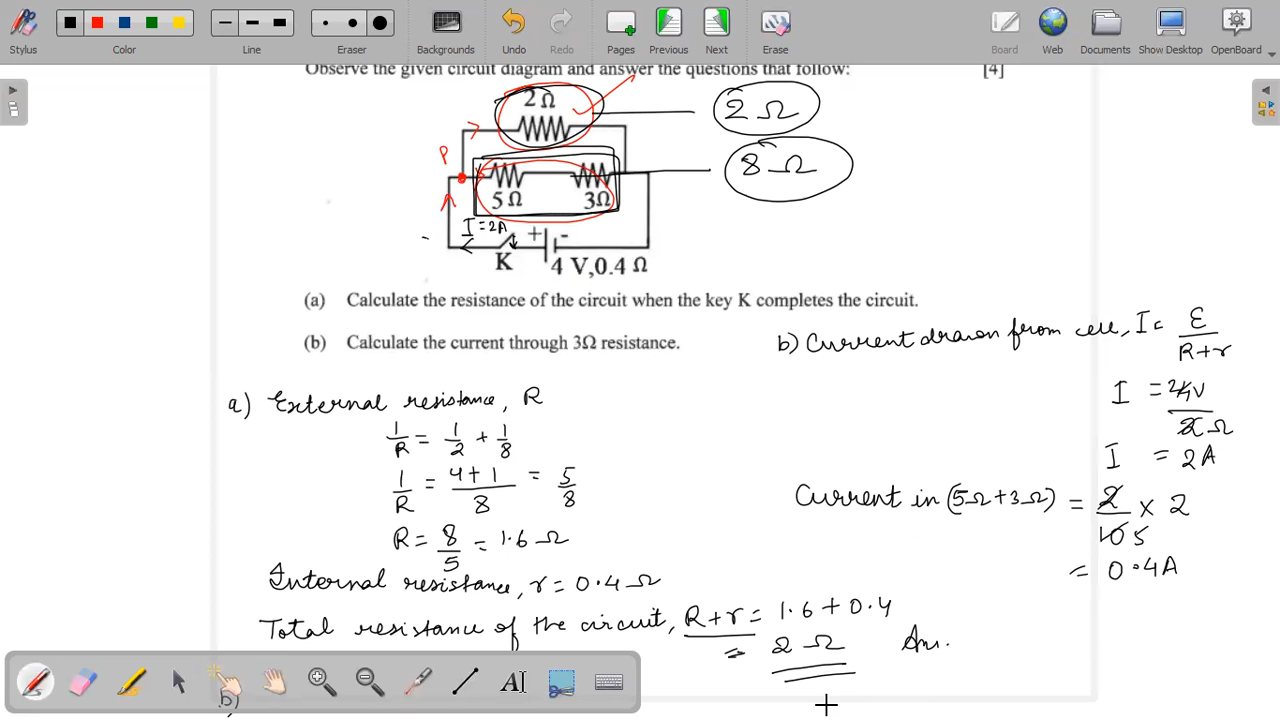 Stylus Color Line Eraser Backgrounds Undo Redo Pages Previous Next Erase Board Web Documents Show Desktop OpenBoard
Observe the given circuit diagram and answer the questions that follow: [4]
2Ω
2 Ω
P
8 Ω
5Ω 3Ω
I = 2A + -
K 4 V,0.4 Ω
(a) Calculate the resistance of the circuit when the key K completes the circuit.
(b) Calculate the current through 3Ω resistance.
a) External resistance, R
1/R = 1/2 + 1/8
1/R = 4+1/8 = 5/8
R = 8/5 = 1.6 Ω
Internal resistance, r = 0.4 Ω
Total resistance of the circuit, R+r = 1.6 + 0.4
= 2 Ω Ans.
b)
b) Current drawn from cell, I = ε/R+r
I = 4V/2Ω
I = 2A
Current in (5Ω+3Ω) = 2/10 × 2
5
= 0.4A